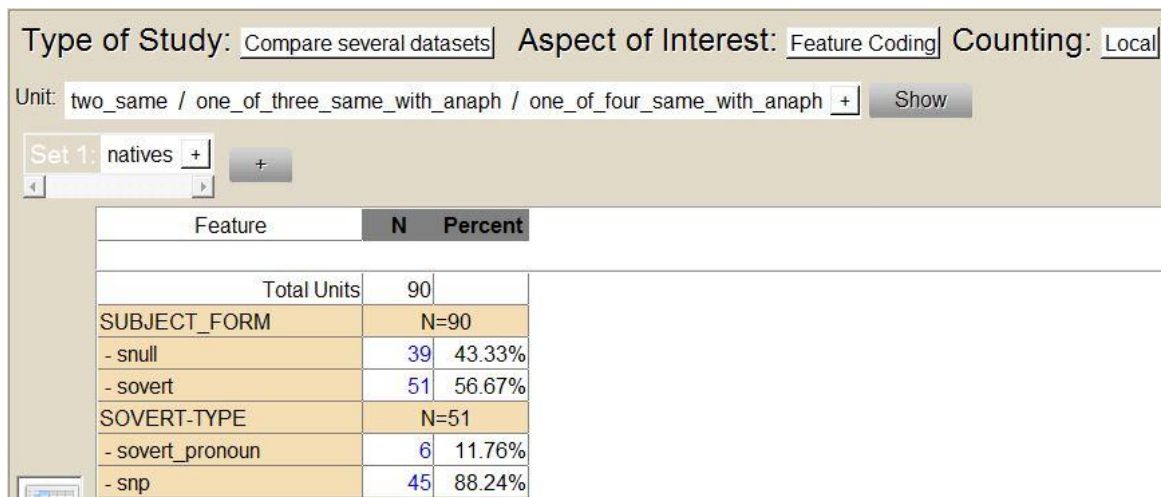 Type of Study: Compare several datasets Aspect of Interest: Feature Coding Counting: Local
Unit: two_same / one_of_three_same_with_anaph / one_of_four_same_with_anaph + Show
Set 1: natives + +
Feature N Percent
Total Units 90
SUBJECT_FORM N=90
- snull 39 43.33%
- sovert 51 56.67%
SOVERT-TYPE N=51
- sovert_pronoun 6 11.76%
- snp 45 88.24%